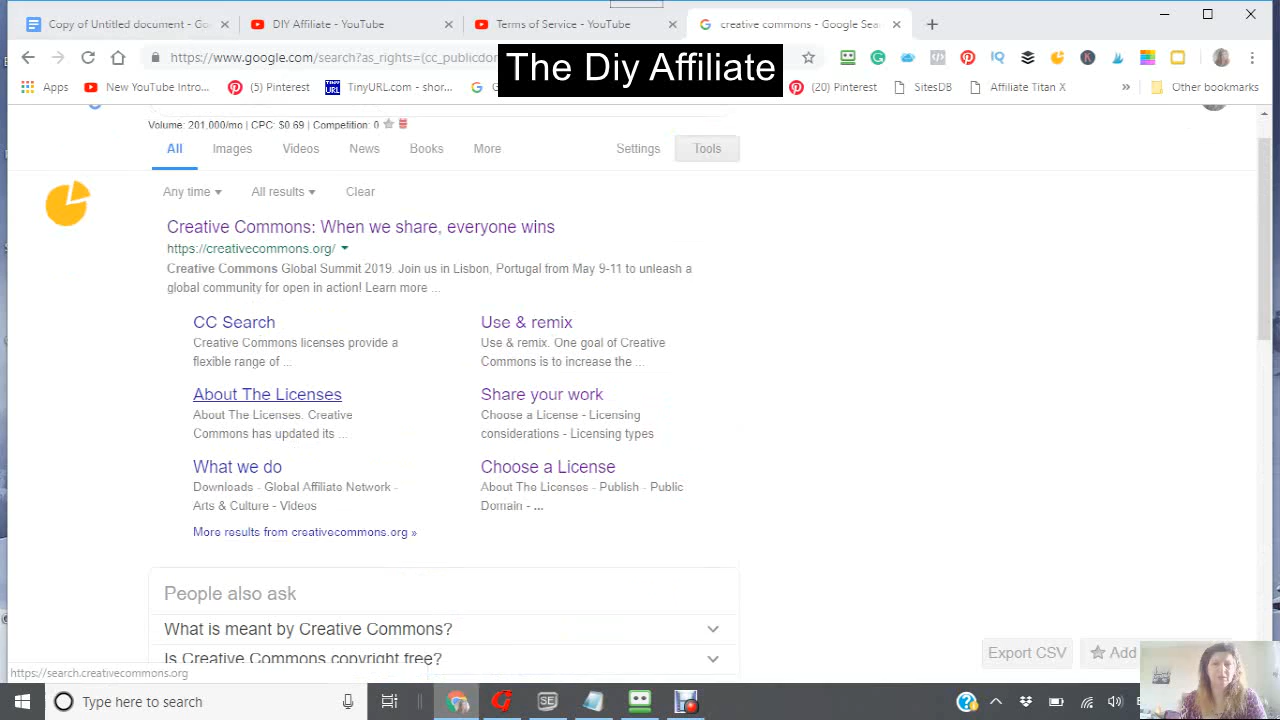 Copy of Untitled document - Go
DIY Affiliate - YouTube
Terms of Service - YouTube
creative commons - Google Sea
https://www.google.com/search?as_rights=(cc_publicdon
The Diy Affiliate
Apps
New YouTube Intro...
(5) Pinterest
TinyURL.com - shor...
(20) Pinterest
SitesDB
Affiliate Titan X
Other bookmarks
Volume: 201,000/mo | CPC: $0.69 | Competition: 0
All
Images
Videos
News
Books
More
Settings
Tools
Any time
All results
Clear
Creative Commons: When we share, everyone wins
https://creativecommons.org/
Creative Commons Global Summit 2019. Join us in Lisbon, Portugal from May 9-11 to unleash a
global community for open in action! Learn more ...
CC Search
Creative Commons licenses provide a
flexible range of ...
Use & remix
Use & remix. One goal of Creative
Commons is to increase the ...
About The Licenses
About The Licenses. Creative
Commons has updated its ...
Share your work
Choose a License - Licensing
considerations - Licensing types
What we do
Downloads - Global Affiliate Network -
Arts & Culture - Videos
Choose a License
About The Licenses - Publish - Public
Domain - ...
More results from creativecommons.org »
People also ask
What is meant by Creative Commons?
Is Creative Commons copyright free?
Export CSV
Add
https://search.creativecommons.org
Type here to search